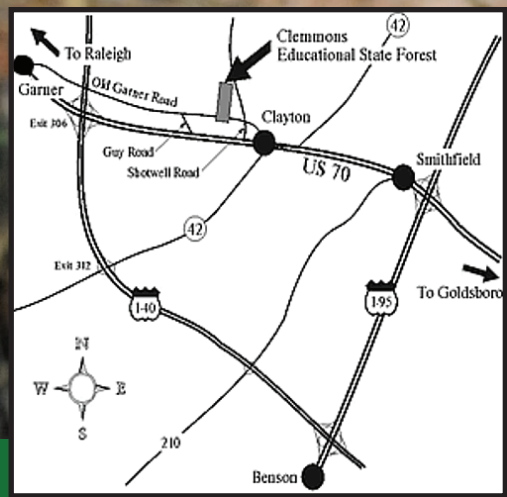 42
To Raleigh
Clemmons
Educational State Forest
Garner
Old Garner Road
Exit 306
Clayton
Guy Road
Shotwell Road
US 70
Smithfield
42
Exit 312
I-40
I-95
To Goldsboro
N
W E
S
210
Benson